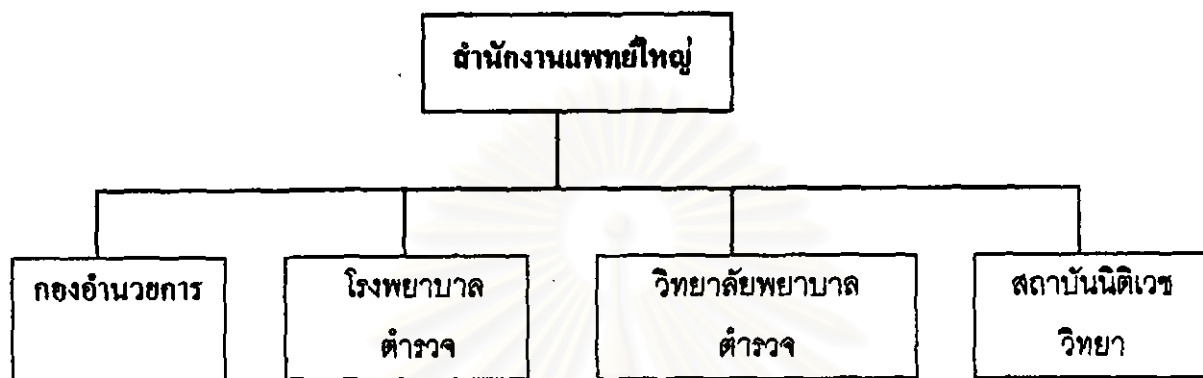 สำนักงานแพทย์ใหญ่
กองอำนวยการ
โรงพยาบาล
ตำรวจ
วิทยาลัยพยาบาล
ตำรวจ
สถาบันนิติเวช
วิทยา